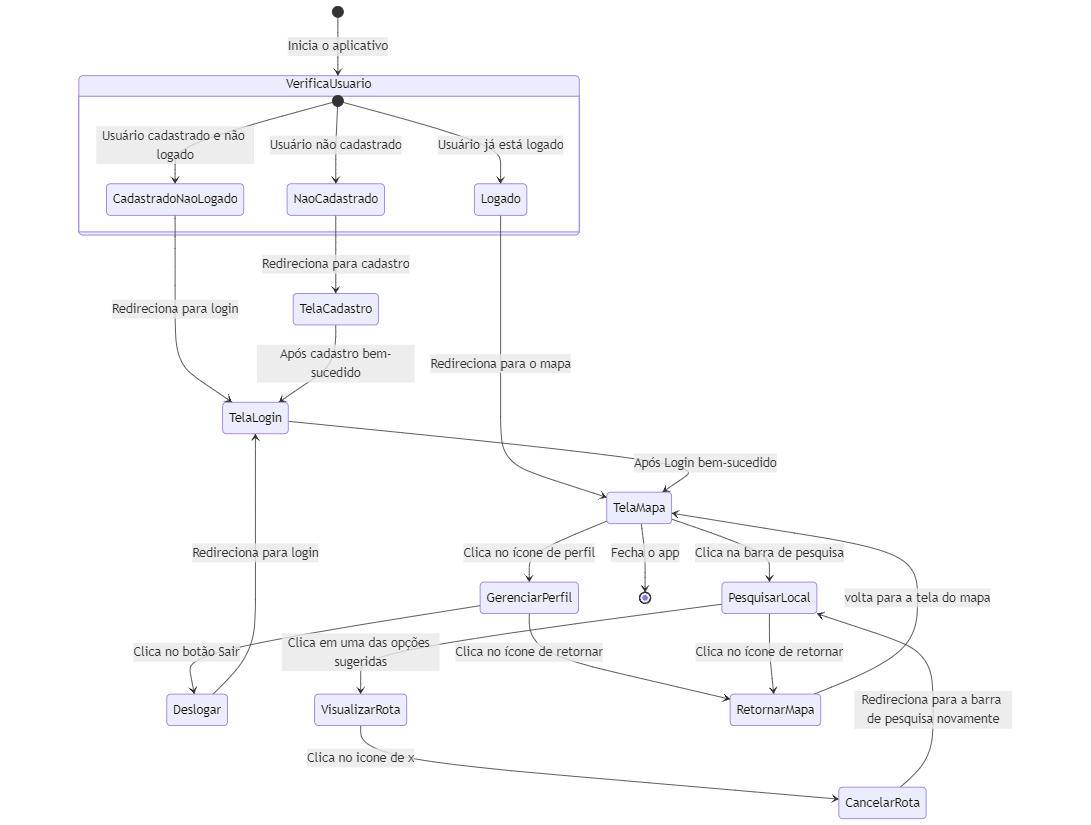 Inicia o aplicativo
VerificaUsuario
Usuário cadastrado e não
logado
Usuário não cadastrado
Usuário já está logado
CadastradoNaoLogado
NaoCadastrado
Logado
Redireciona para cadastro
Redireciona para login
TelaCadastro
Após cadastro bem-
sucedido
Redireciona para o mapa
TelaLogin
Após Login bem-sucedido
TelaMapa
Redireciona para login
Clica no ícone de perfil
Fecha o app
Clica na barra de pesquisa
GerenciarPerfil
PesquisarLocal
volta para a tela do mapa
Clica no botão Sair
Clica em uma das opções
sugeridas
Clica no ícone de retornar
Clica no ícone de retornar
Deslogar
VisualizarRota
RetornarMapa
Redireciona para a barra
de pesquisa novamente
Clica no icone de x
CancelarRota